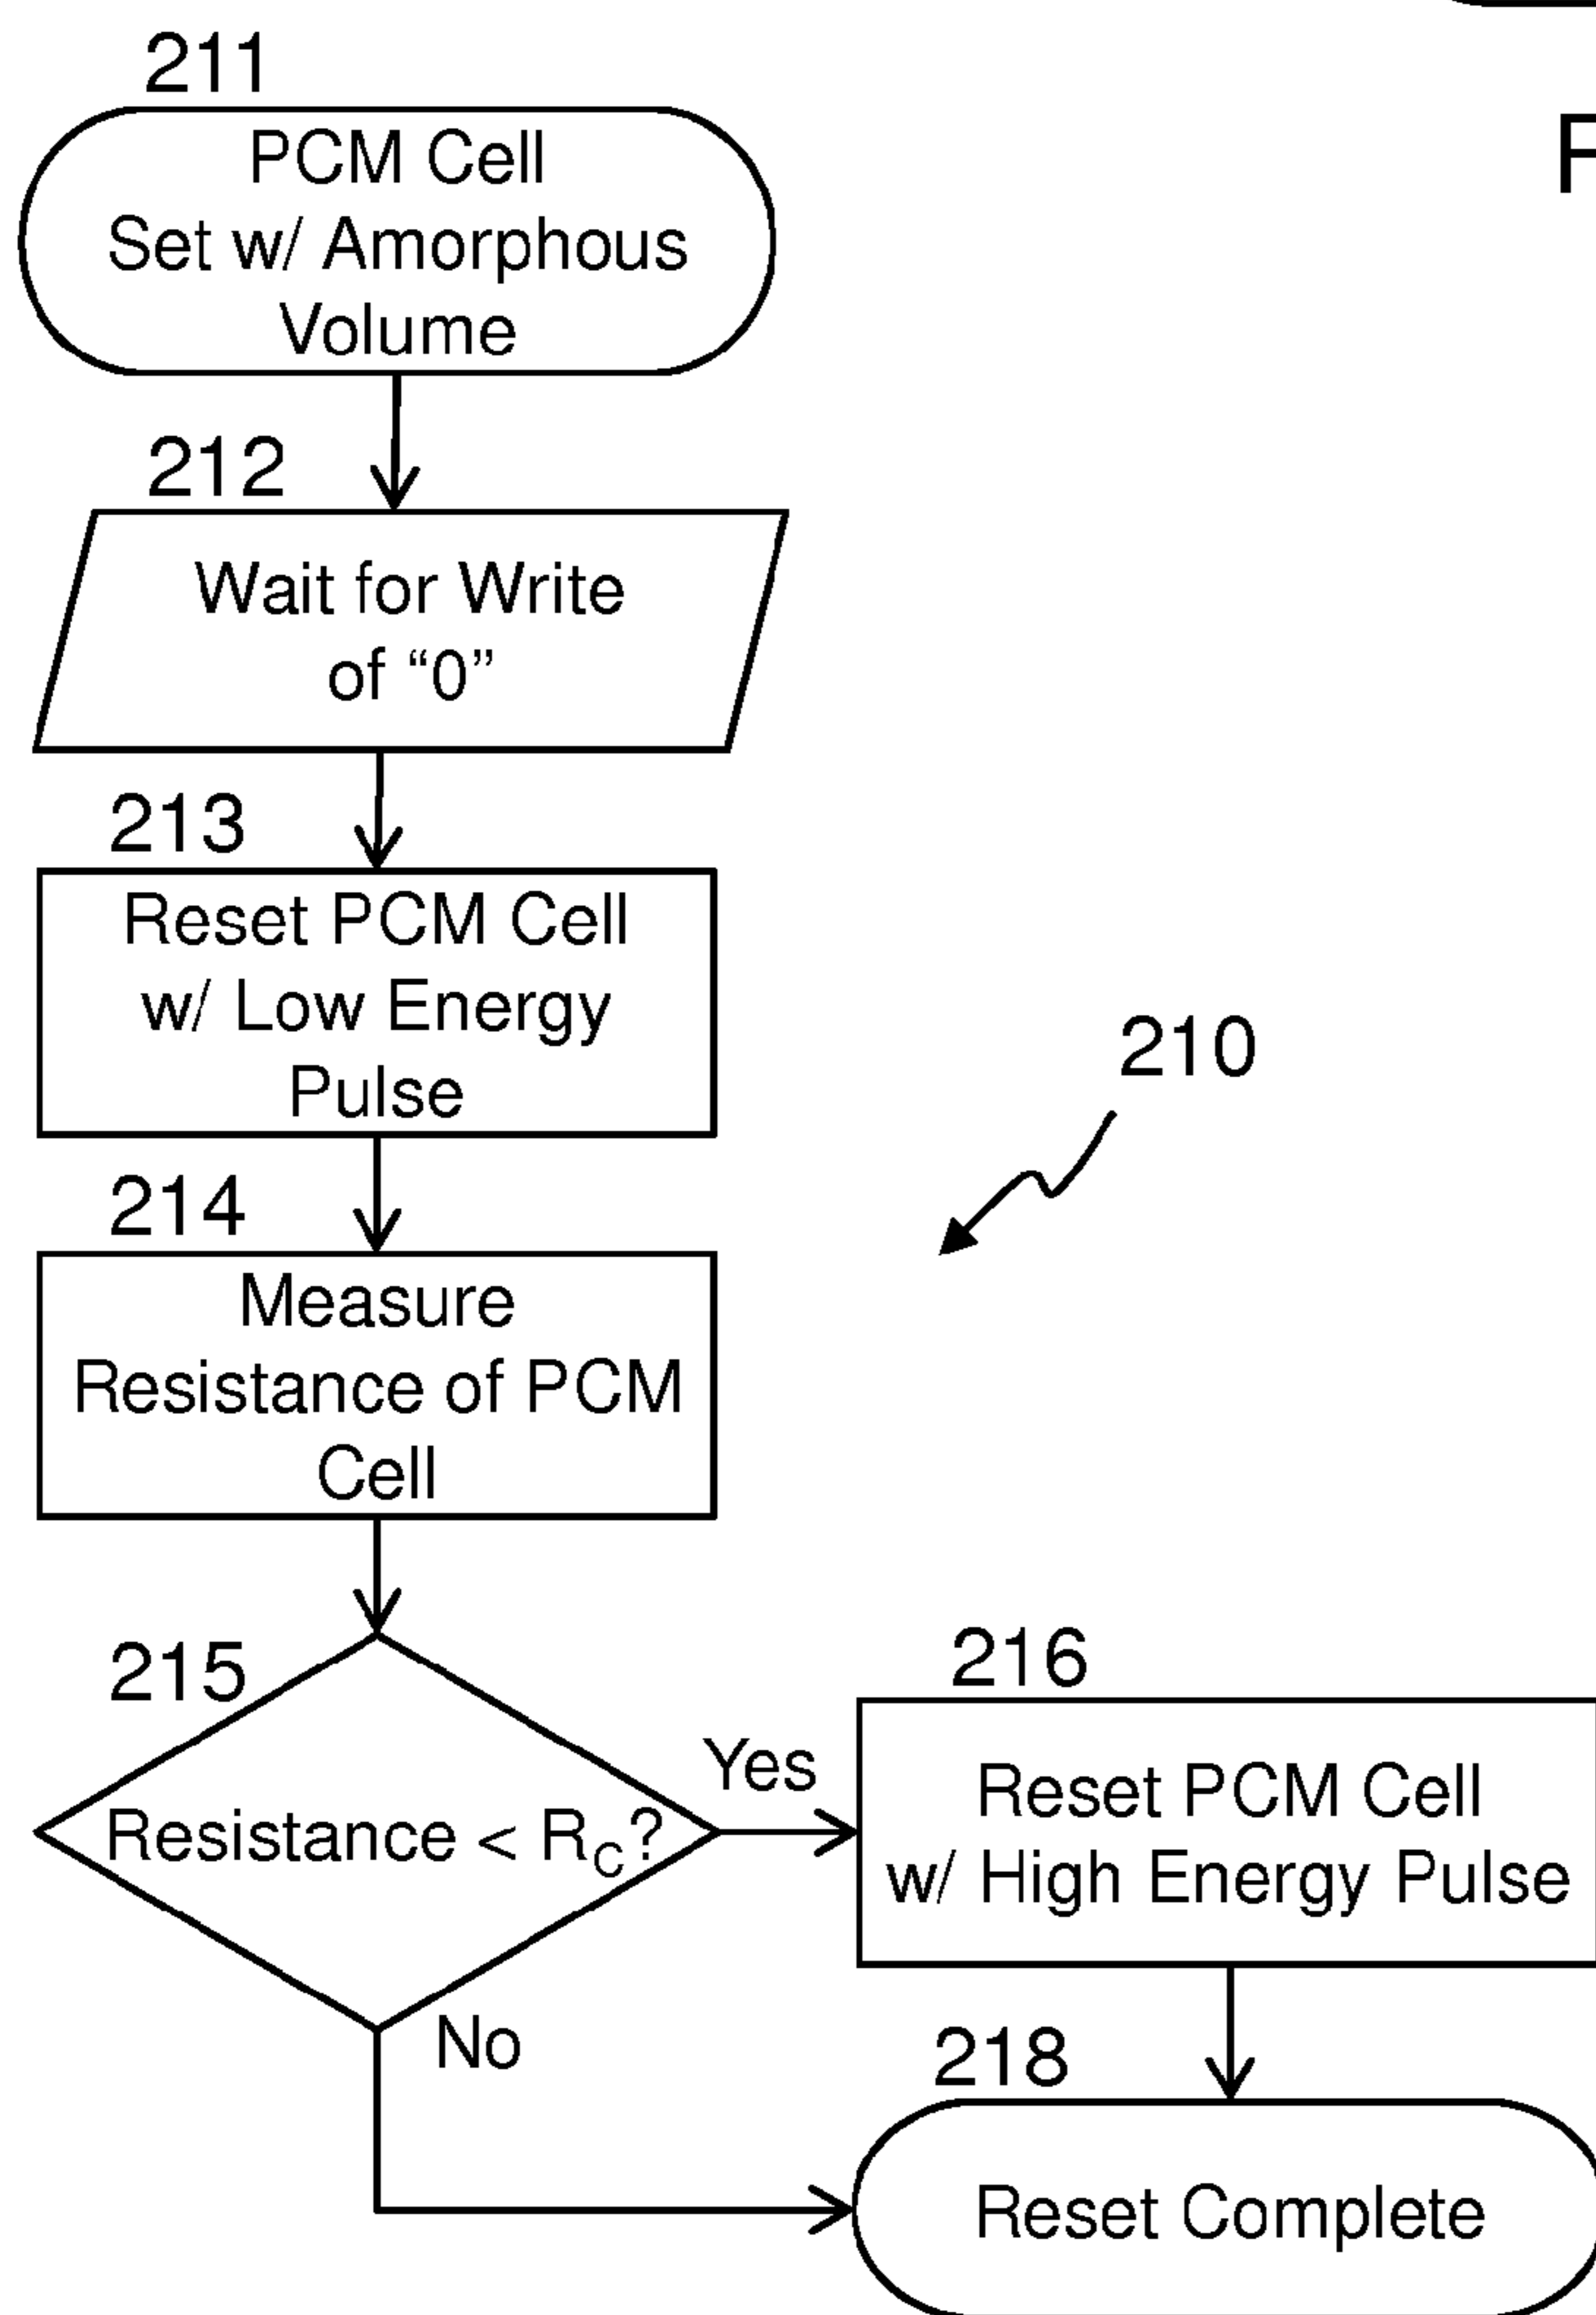 211
PCM Cell
Set w/ Amorphous
Volume
212
Wait for Write
of “0”
213
Reset PCM Cell
w/ Low Energy
Pulse
210
214
Measure
Resistance of PCM
Cell
215
Resistance < RC?
Yes
No
216
Reset PCM Cell
w/ High Energy Pulse
218
Reset Complete